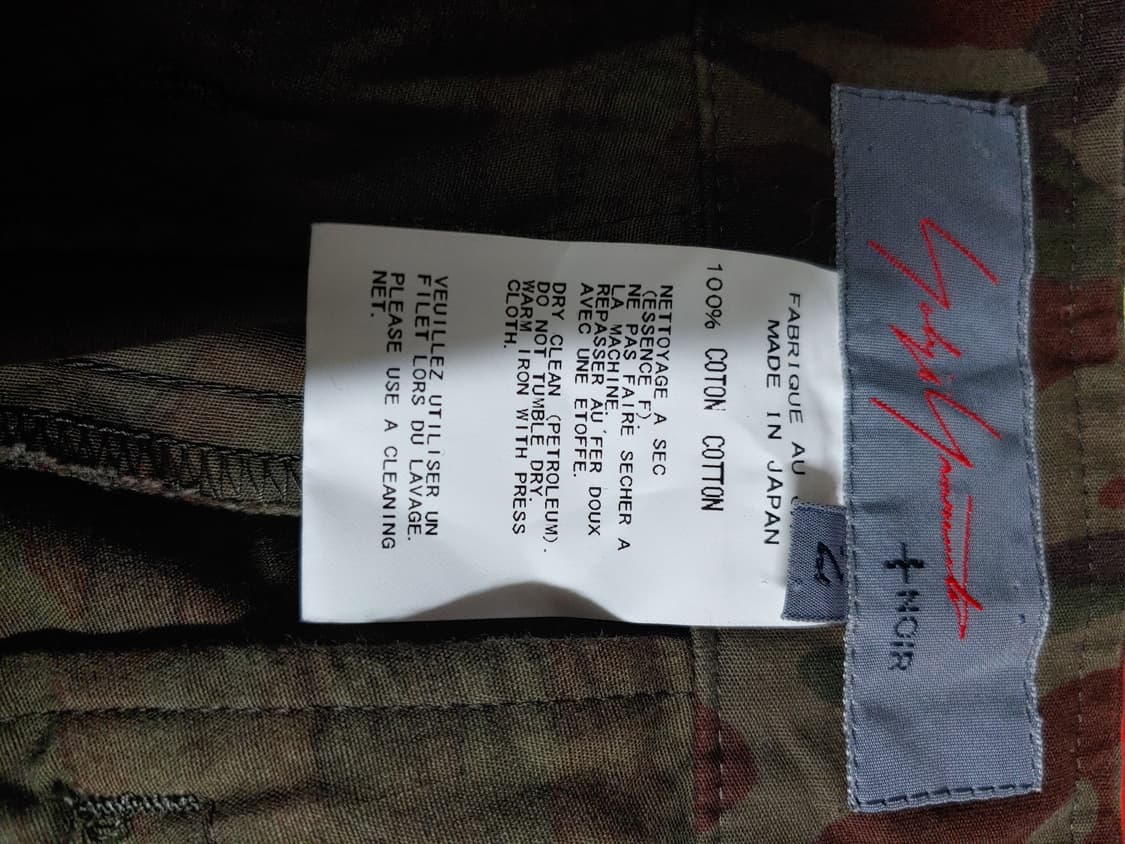 Yohji Yamamoto
+NOIR
2
FABRIQUE AU
MADE IN JAPAN
100% COTON COTTON
NETTOYAGE A SEC
(ESSENCE F).
NE PAS FAIRE SECHER A
LA MACHINE.
REPASSER AU FER DOUX
AVEC UNE ETOFFE.
DRY CLEAN (PETROLEUM).
DO NOT TUMBLE DRY.
WARM IRON WITH PRESS
CLOTH.
VEUILLEZ UTILISER UN
FILET LORS DU LAVAGE.
PLEASE USE A CLEANING
NET.